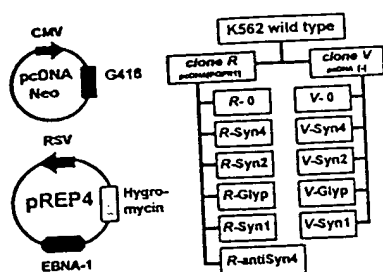 CMV
pcDNA
Neo
G418
RSV
pREP4
Hygro-
mycin
EBNA-1
K562 wild type
clone R
clone V
pcDNA [-]
R- 0
V- 0
R-Syn4
V-Syn4
R-Syn2
V-Syn2
R-Glyp
V-Glyp
R-Syn1
V-Syn1
R-antiSyn4